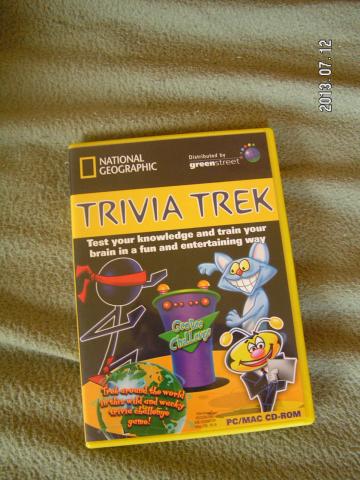 2013.07.12
NATIONAL
GEOGRAPHIC
Distributed by
greenstreet
TRIVIA TREK
Test your knowledge and train your
brain in a fun and entertaining way
Genius
Challenge
Trek around the world
in this wild and wacky
trivia challenge
game!
PC/MAC CD-ROM